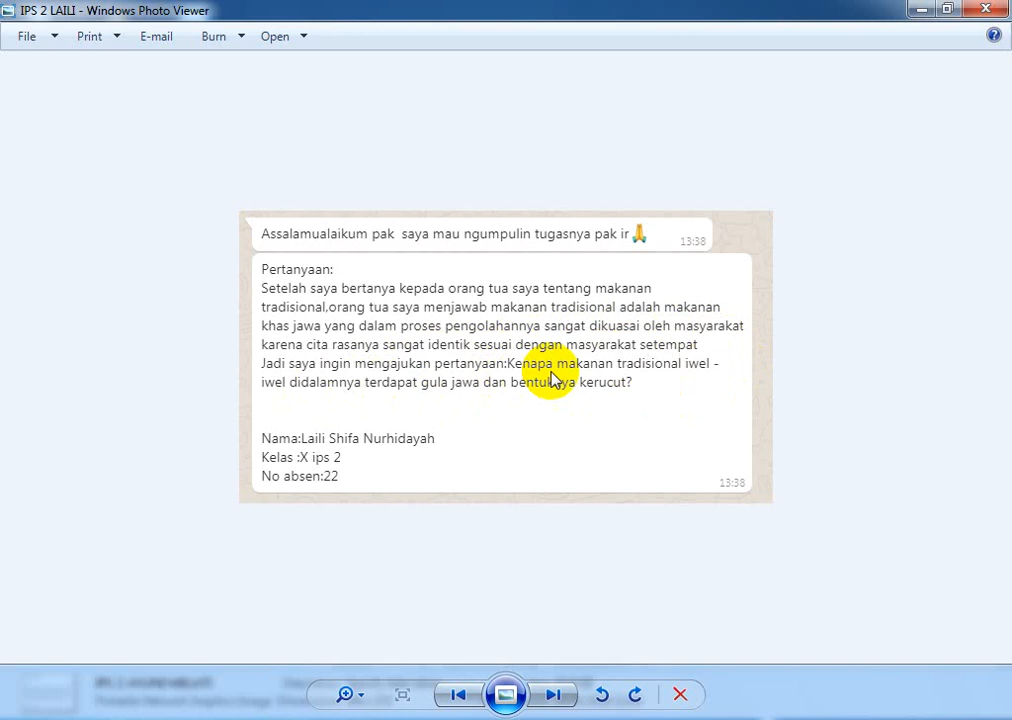 IPS 2 LAILI - Windows Photo Viewer
File Print E-mail Burn Open
Assalamualaikum pak saya mau ngumpulin tugasnya pak ir🙏
13:38
Pertanyaan:
Setelah saya bertanya kepada orang tua saya tentang makanan
tradisional,orang tua saya menjawab makanan tradisional adalah makanan
khas jawa yang dalam proses pengolahannya sangat dikuasai oleh masyarakat
karena cita rasanya sangat identik sesuai dengan masyarakat setempat
Jadi saya ingin mengajukan pertanyaan:Kenapa makanan tradisional iwel -
iwel didalamnya terdapat gula jawa dan bentuknya kerucut?
Nama:Laili Shifa Nurhidayah
Kelas :X ips 2
No absen:22
13:38